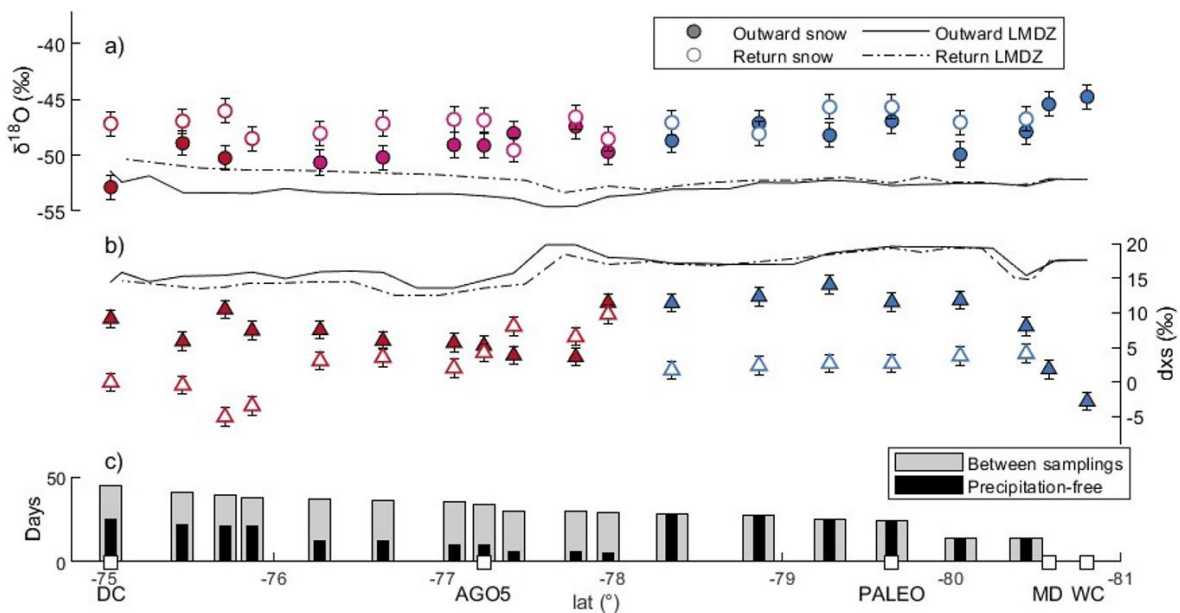 a)
-40
-45
-50
-55
δ¹⁸O (‰)
Outward snow
Outward LMDZ
Return snow
Return LMDZ
b)
20
15
10
5
0
-5
dxs (‰)
c)
50
0
Days
Between samplings
Precipitation-free
-75 -76 -77 -78 -79 -80 -81
DC AGO5 lat (°) PALEO MD WC